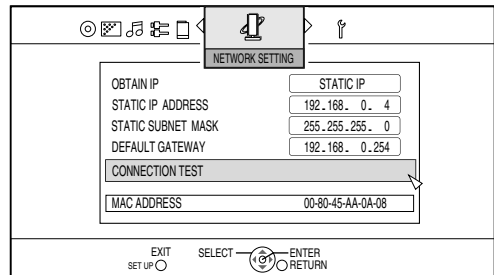 NETWORK SETTING
OBTAIN IP STATIC IP
STATIC IP ADDRESS 192.168. 0. 4
STATIC SUBNET MASK 255.255.255. 0
DEFAULT GATEWAY 192.168. 0.254
CONNECTION TEST
MAC ADDRESS 00-80-45-AA-0A-08
EXIT SELECT ENTER
SET UP RETURN